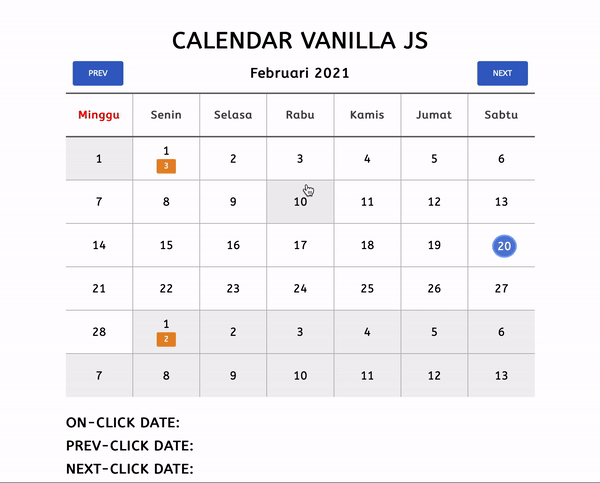 CALENDAR VANILLA JS
PREV Februari 2021 NEXT
Minggu Senin Selasa Rabu Kamis Jumat Sabtu
1 1 2 3 4 5 6
3
7 8 9 10 11 12 13
14 15 16 17 18 19 20
21 22 23 24 25 26 27
28 1 2 3 4 5 6
2
7 8 9 10 11 12 13
ON-CLICK DATE:
PREV-CLICK DATE:
NEXT-CLICK DATE: